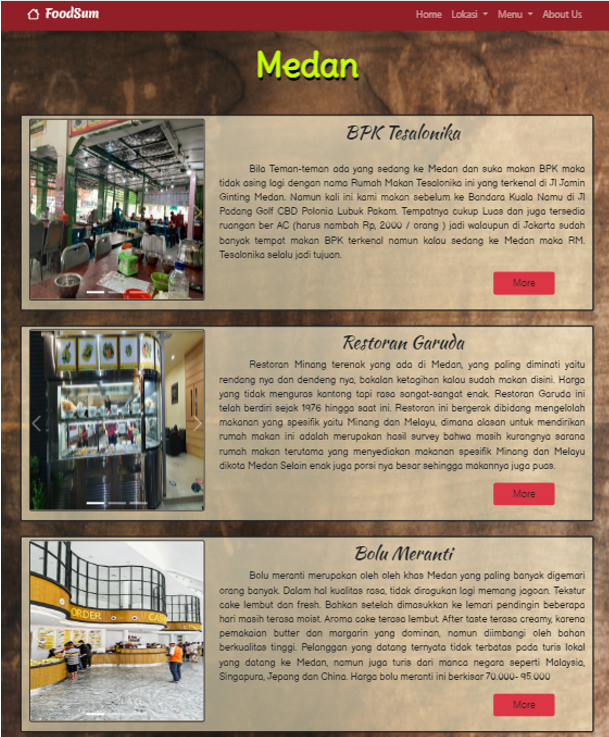 FoodSum
Home Lokasi Menu About Us
Medan
BPK Tesalonika
Bila Teman-teman ada yang sedang ke Medan dan suka makan BPK maka
tidak asing lagi dengan nama Rumah Makan Tesalonika ini yang terkenal di Jl Jamin
Ginting Medan. Namun kali ini kami makan sebelum ke Bandara Kuala Namu di Jl
Padang Golf CBD Polonia Lubuk Pakam. Tempatnya cukup Luas dan juga tersedia
ruangan ber AC (harus nambah Rp, 2000 / orang ) jadi walaupun di Jakarta sudah
banyak tempat makan BPK terkenal namun kalau sedang ke Medan maka RM.
Tesalonika selalu jadi tujuan.
More
Restoran Garuda
Restoran Minang terenak yang ada di Medan, yang paling diminati yaitu
rendang nya dan dendeng nya, bakalan ketagihan kalau sudah makan disini. Harga
yang tidak menguras kantong tapi rasa sangat-sangat enak. Restoran Garuda ini
telah berdiri sejak 1976 hingga saat ini. Restoran ini bergerak dibidang mengelolah
makanan yang spesifik yaitu Minang dan Melayu, dimana alasan untuk mendirikan
rumah makan ini adalah merupakan hasil survey bahwa masih kurangnya sarana
rumah makan terutama yang menyediakan makanan spesifik Minang dan Melayu
dikota Medan Selain enak juga porsi nya besar sehingga makannya juga puas.
More
ORDER
Bolu Meranti
Bolu meranti merupakan oleh oleh khas Medan yang paling banyak digemari
orang banyak. Dalam hal kualitas rasa, tidak diragukan lagi memang jagoan. Tekstur
cake lembut dan fresh. Bahkan setelah dimasukkan ke lemari pendingin beberapa
hari masih terasa moist. Aroma cake terasa lembut. After taste terasa creamy, karena
pemakaian butter dan margarin yang dominan, namun diimbangi oleh bahan
berkualitas tinggi. Pelanggan yang datang ternyata tidak terbatas pada turis lokal
yang datang ke Medan, namun juga turis dari manca negara seperti Malaysia,
Singapura, Jepang dan China. Harga bolu meranti ini berkisar 70.000- 95.000
More